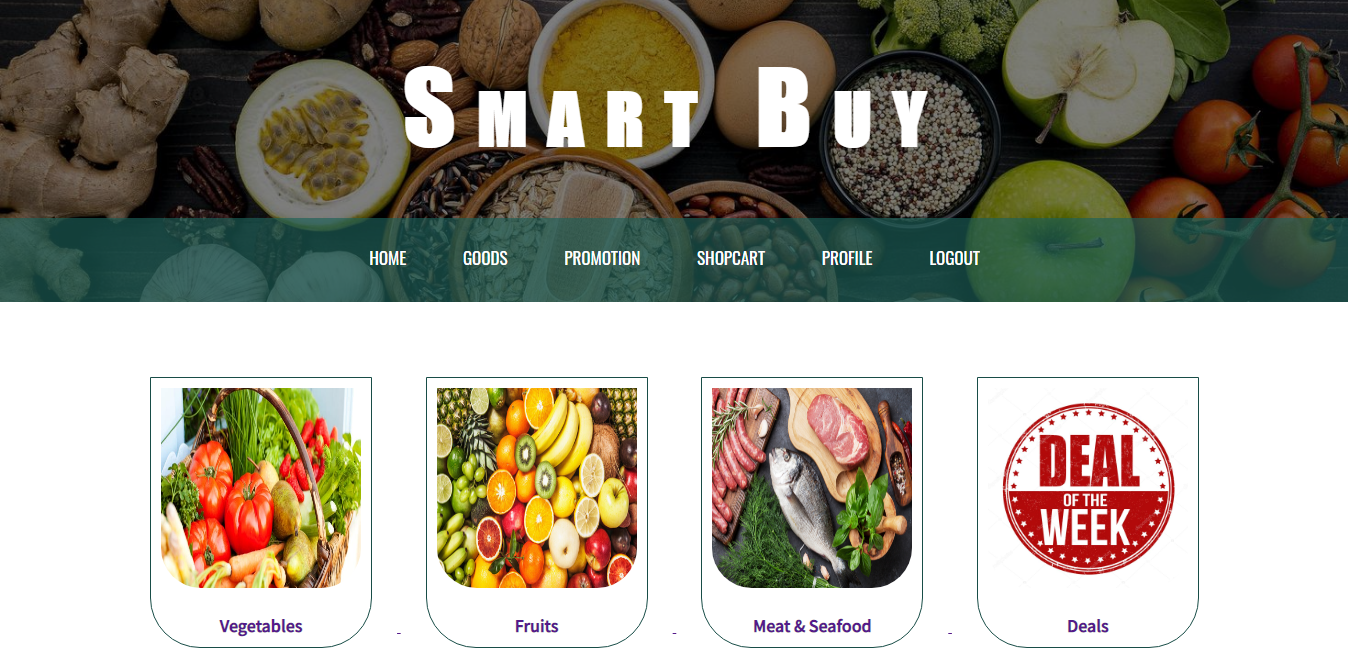 SMART BUY
HOME GOODS PROMOTION SHOPCART PROFILE LOGOUT
DEAL
OF THE
WEEK
Vegetables - Fruits - Meat & Seafood - Deals